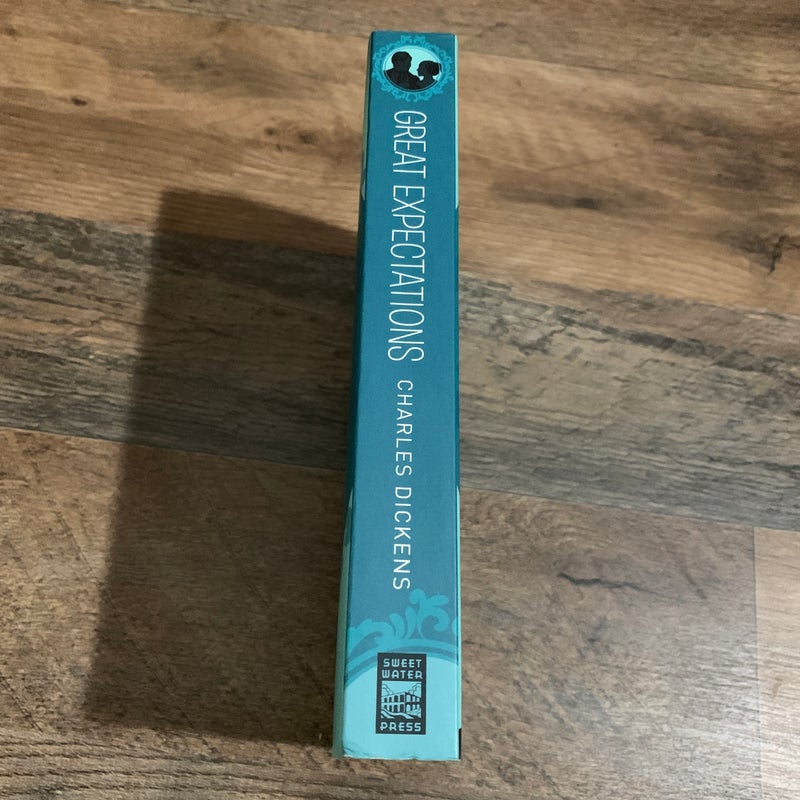 GREAT EXPECTATIONS
CHARLES DICKENS
SWEET
WATER
PRESS